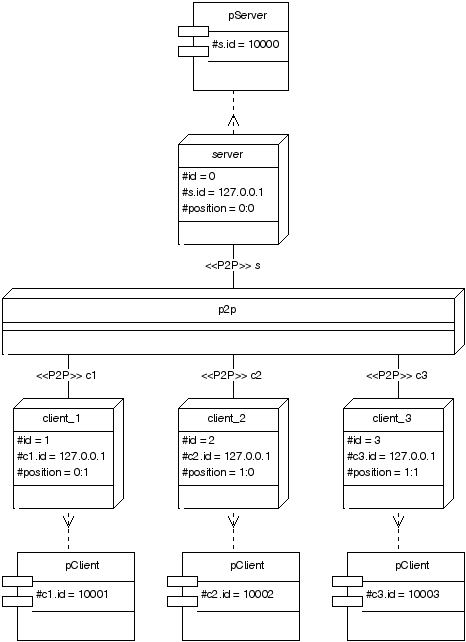 pServer
#s.id = 10000
server
#id = 0
#s.id = 127.0.0.1
#position = 0:0
<<P2P>> s
p2p
<<P2P>> c1
<<P2P>> c2
<<P2P>> c3
client_1
#id = 1
#c1.id = 127.0.0.1
#position = 0:1
client_2
#id = 2
#c2.id = 127.0.0.1
#position = 1:0
client_3
#id = 3
#c3.id = 127.0.0.1
#position = 1:1
pClient
#c1.id = 10001
pClient
#c2.id = 10002
pClient
#c3.id = 10003